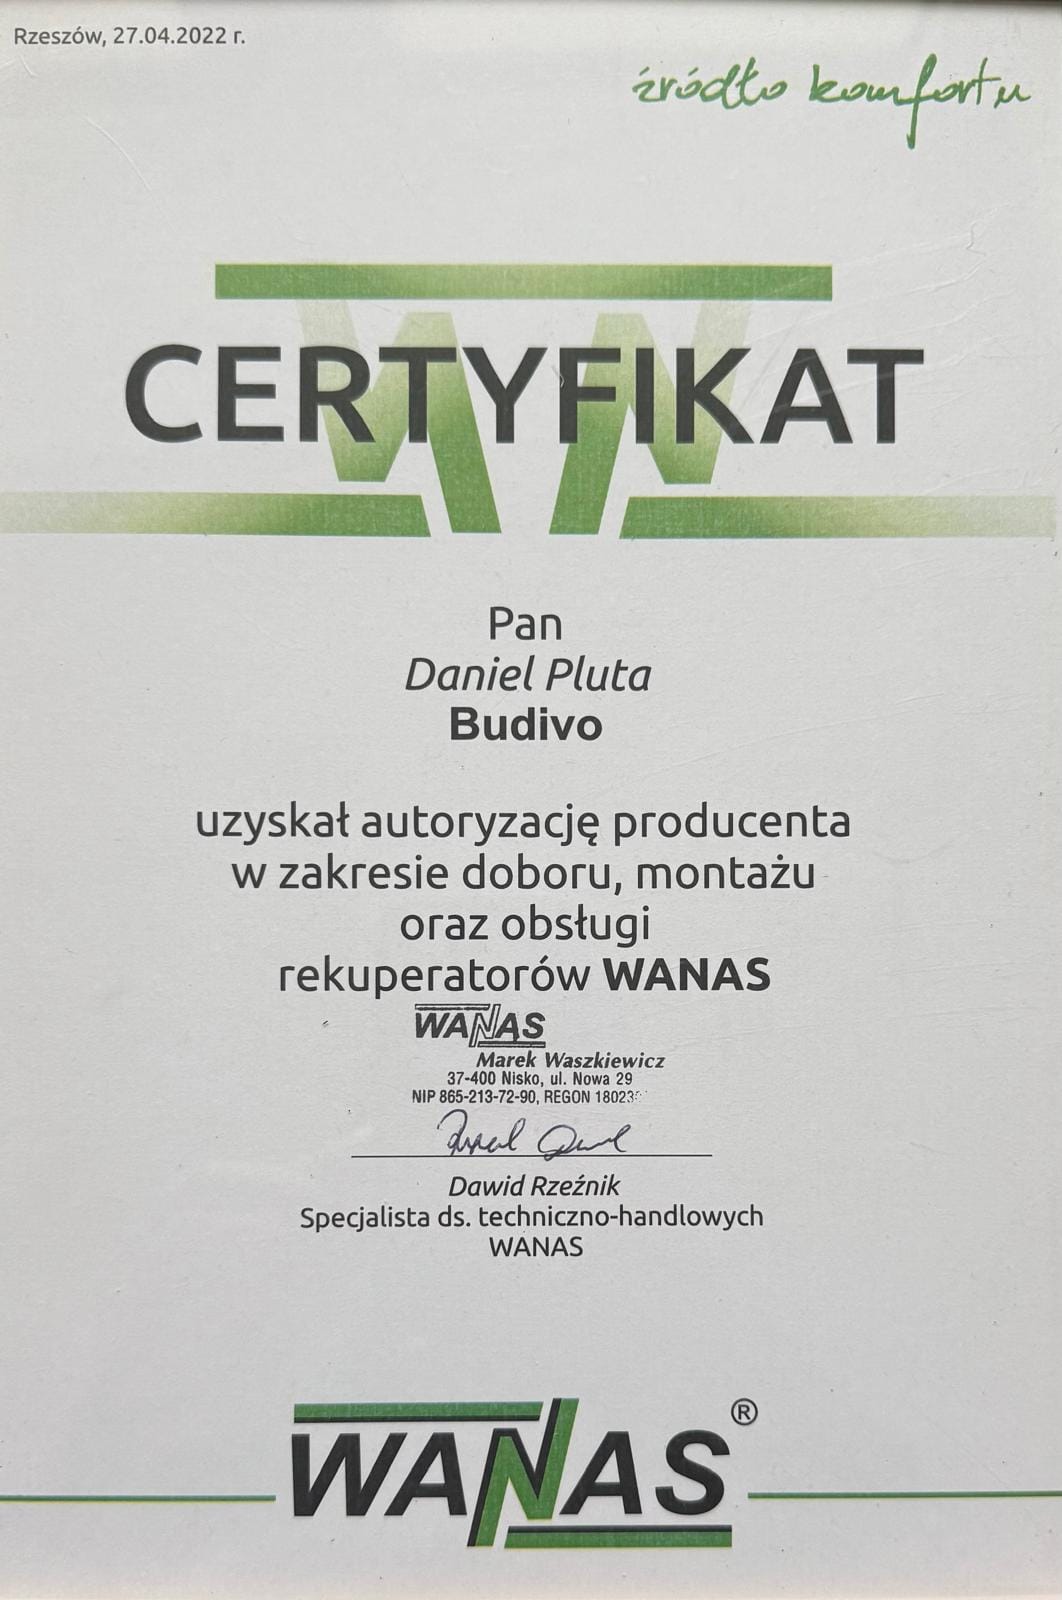 Rzeszów, 27.04.2022 r.
źródło komfortu
CERTYFIKAT
Pan
Daniel Pluta
Budivo
uzyskał autoryzację producenta
w zakresie doboru, montażu
oraz obsługi
rekuperatorów WANAS
WANAS
Marek Waszkiewicz
37-400 Nisko, ul. Nowa 29
NIP 865-213-72-90, REGON
Dawid Rzeźnik
Specjalista ds. techniczno-handlowych
WANAS
WANAS®